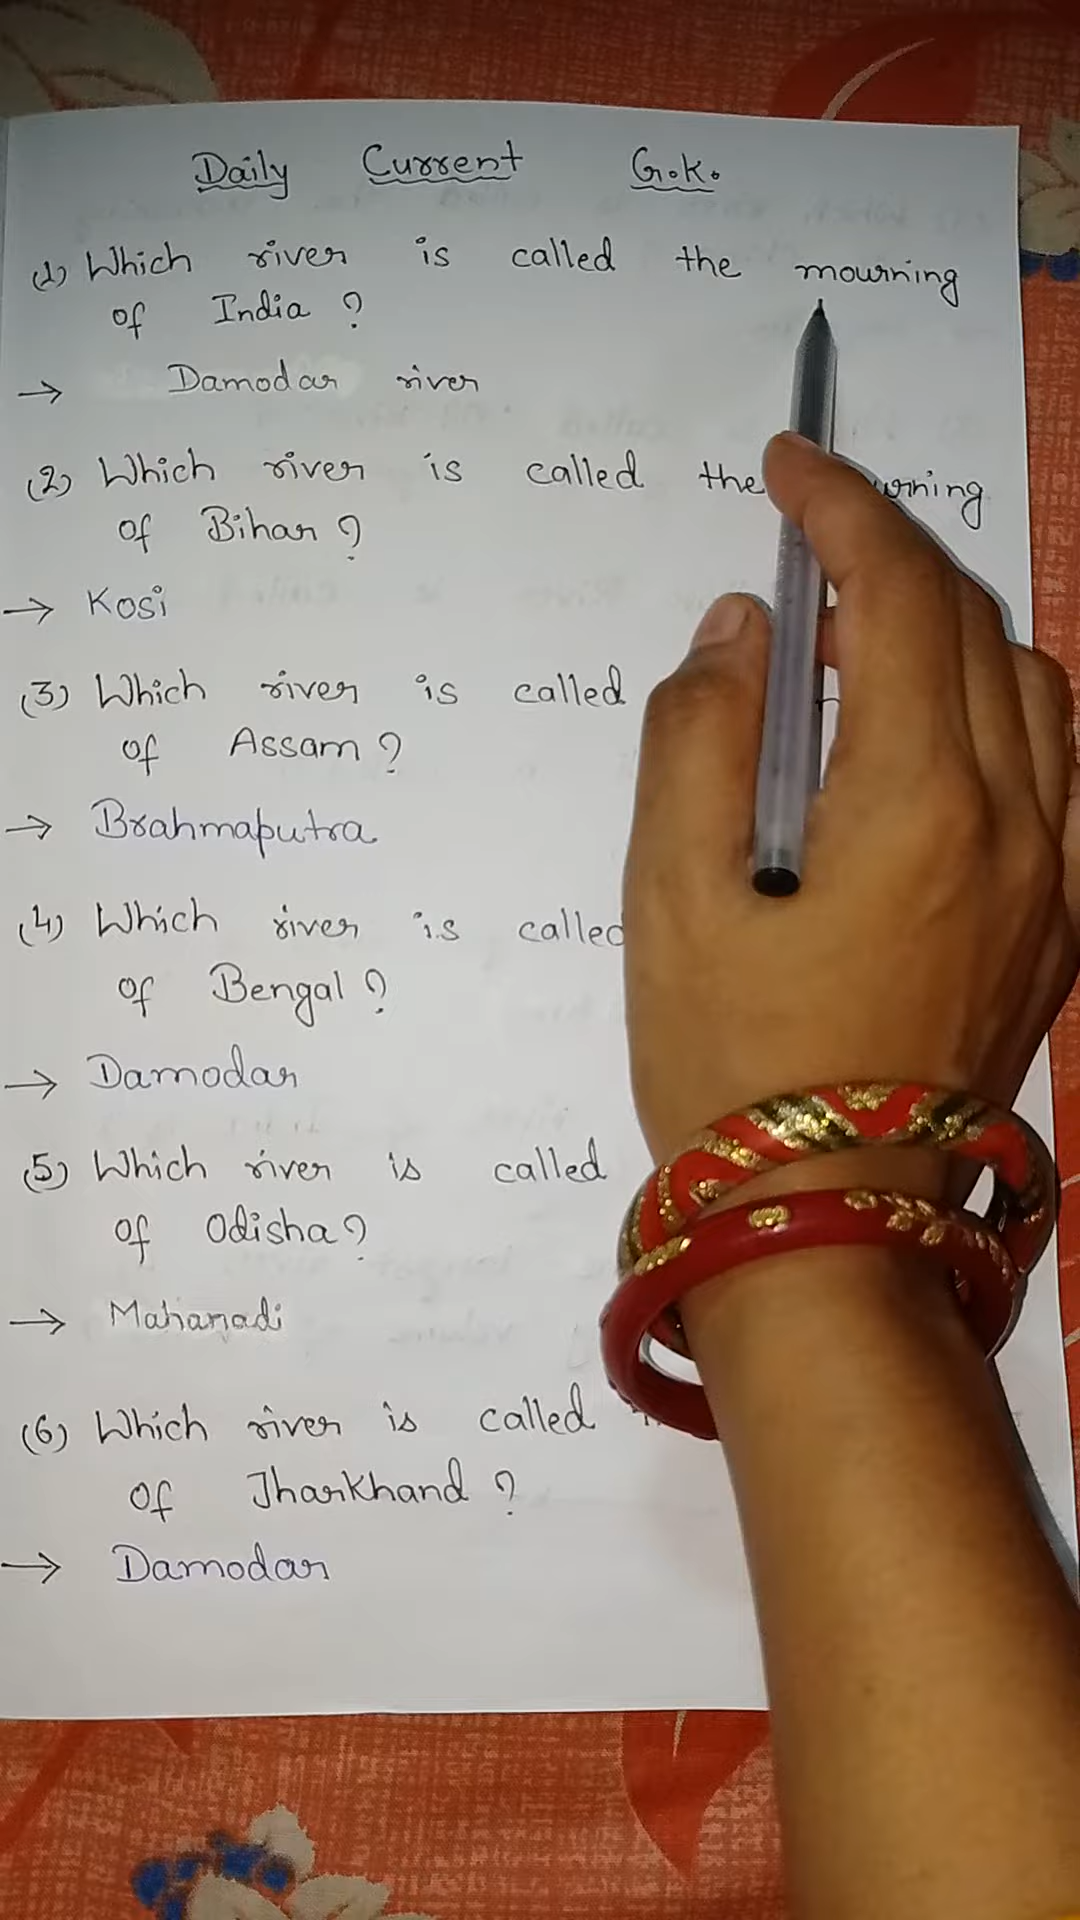 Daily Current G.K.
(1) Which river is called the mourning
of India ?
→ Damodar river
(2) Which river is called the
of Bihar ?
→ Kosi
(3) Which river is called
of Assam ?
→ Brahmaputra
(4) Which river is called
of Bengal ?
→ Damodar
(5) Which river is called
of Odisha ?
→ Mahanadi
(6) Which river is called
of Jharkhand ?
→ Damodar